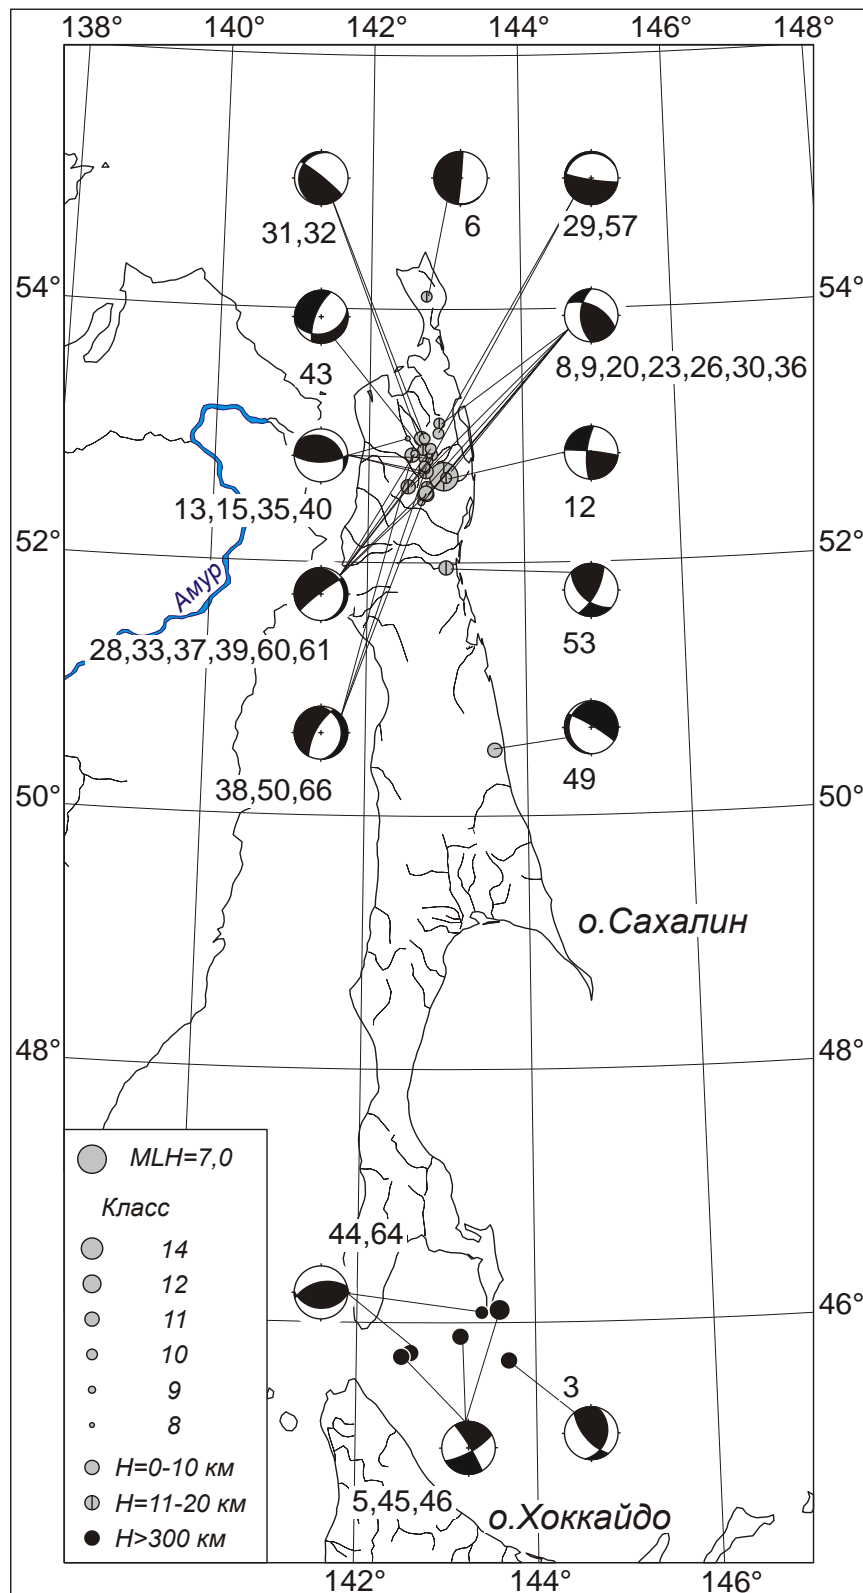 138° 140° 142° 144° 146° 148°
31,32
6
29,57
54° 54°
43
8,9,20,23,26,30,36
13,15,35,40
12
52° 52°
Амур
28,33,37,39,60,61
53
38,50,66
49
50° 50°
о.Сахалин
48° 48°
MLH=7,0
Класс
44,64
14
12
46°
11
10
9
8
3
H=0-10 км
H=11-20 км
5,45,46
о.Хоккайдо
H>300 км
142° 144° 146°